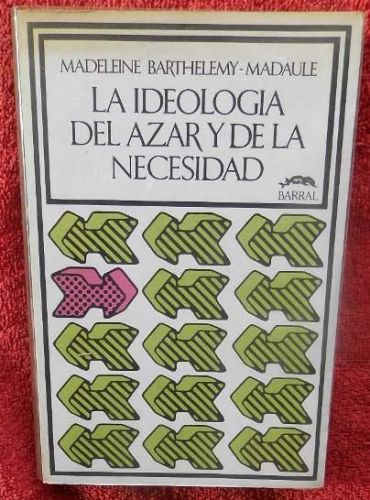 MADELEINE BARTHELEMY-MADAULE
LA IDEOLOGIA
DEL AZAR Y DE LA
NECESIDAD
BARRAL